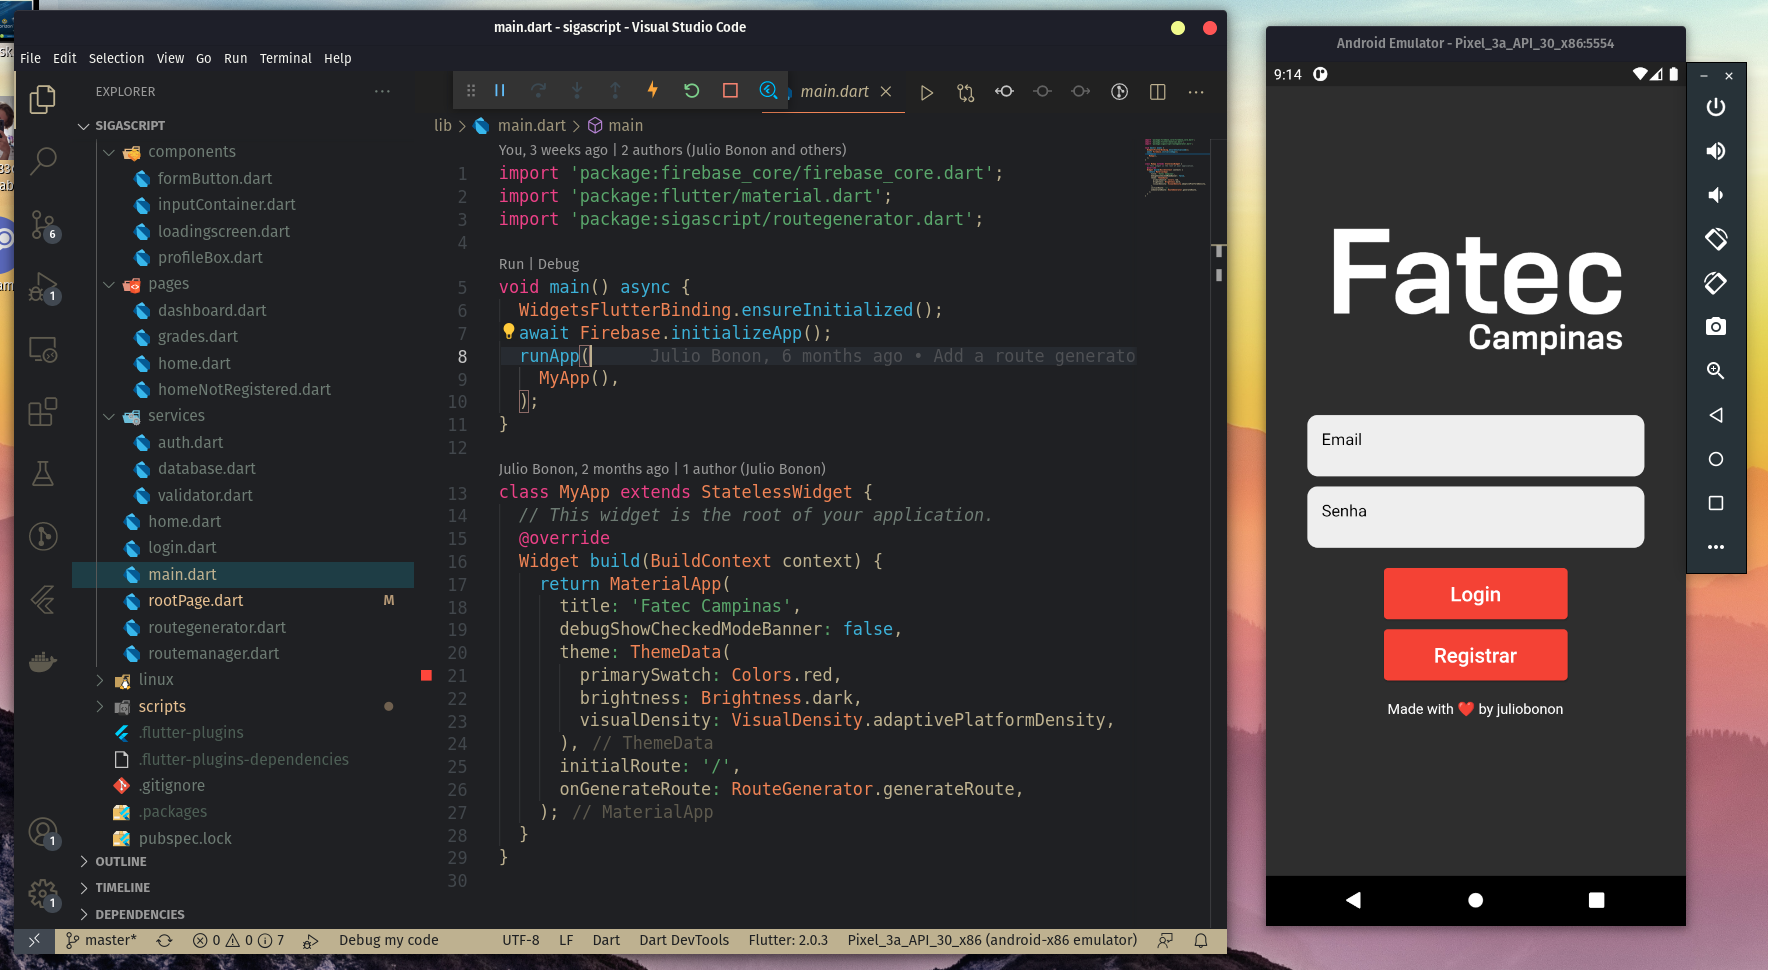 main.dart - sigascript - Visual Studio Code
File Edit Selection View Go Run Terminal Help
EXPLORER
SIGASCRIPT
components
formButton.dart
inputContainer.dart
loadingscreen.dart
profileBox.dart
pages
dashboard.dart
grades.dart
home.dart
homeNotRegistered.dart
services
auth.dart
database.dart
validator.dart
home.dart
login.dart
main.dart
rootPage.dart M
routegenerator.dart
routemanager.dart
linux
scripts
.flutter-plugins
.flutter-plugins-dependencies
.gitignore
.packages
pubspec.lock
OUTLINE
TIMELINE
DEPENDENCIES
6
1
1
1
main.dart
lib > main.dart > main
You, 3 weeks ago | 2 authors (Julio Bonon and others)
1 import 'package:firebase_core/firebase_core.dart';
2 import 'package:flutter/material.dart';
3 import 'package:sigascript/routegenerator.dart';
4
Run | Debug
5 void main() async {
6 WidgetsFlutterBinding.ensureInitialized();
7 await Firebase.initializeApp();
8 runApp( Julio Bonon, 6 months ago • Add a route generato
9 MyApp(),
10 );
11 }
12
Julio Bonon, 2 months ago | 1 author (Julio Bonon)
13 class MyApp extends StatelessWidget {
14 // This widget is the root of your application.
15 @override
16 Widget build(BuildContext context) {
17 return MaterialApp(
18 title: 'Fatec Campinas',
19 debugShowCheckedModeBanner: false,
20 theme: ThemeData(
21 primarySwatch: Colors.red,
22 brightness: Brightness.dark,
23 visualDensity: VisualDensity.adaptivePlatformDensity,
24 ), // ThemeData
25 initialRoute: '/',
26 onGenerateRoute: RouteGenerator.generateRoute,
27 ); // MaterialApp
28 }
29 }
30
master* 0 0 7 Debug my code UTF-8 LF Dart Dart DevTools Flutter: 2.0.3 Pixel_3a_API_30_x86 (android-x86 emulator)
Android Emulator - Pixel_3a_API_30_x86:5554
9:14
Fatec
Campinas
Email
Senha
Login
Registrar
Made with ❤️ by juliobonon